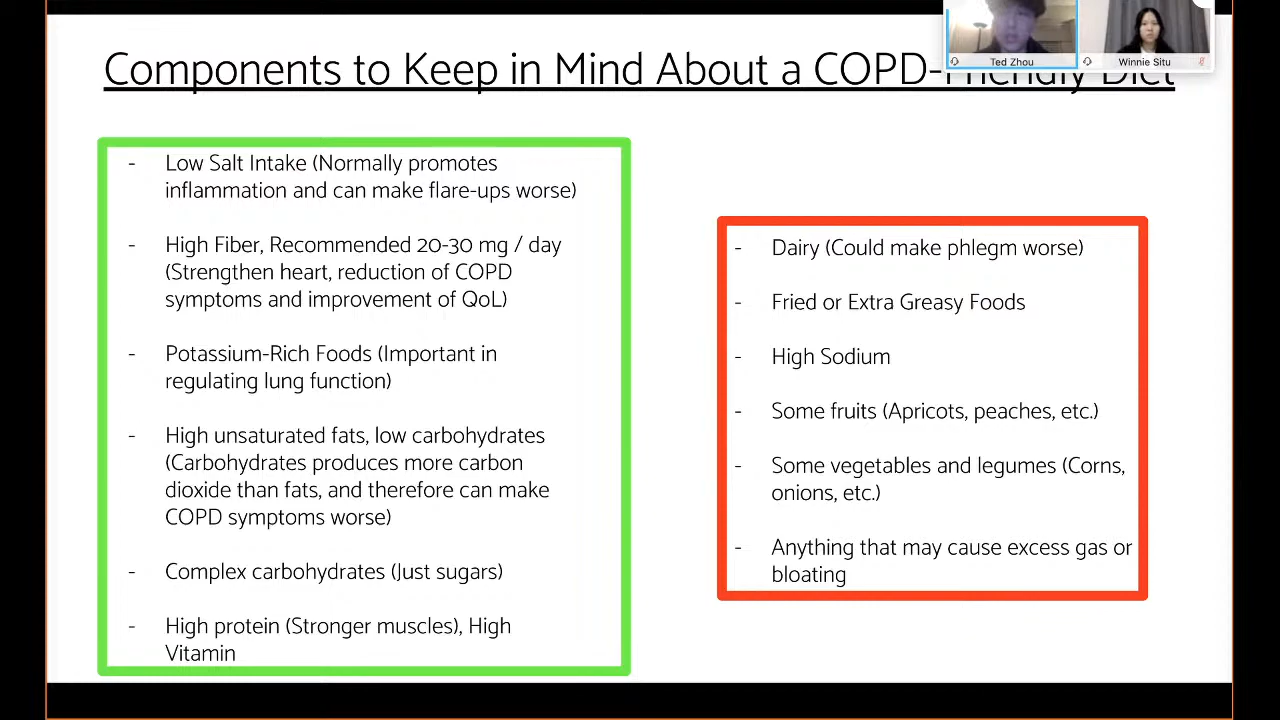 Components to Keep in Mind About a COPD-Friendly Diet
Ted Zhou
Winnie Situ
- Low Salt Intake (Normally promotes
inflammation and can make flare-ups worse)
- High Fiber, Recommended 20-30 mg / day
(Strengthen heart, reduction of COPD
symptoms and improvement of QoL)
- Potassium-Rich Foods (Important in
regulating lung function)
- High unsaturated fats, low carbohydrates
(Carbohydrates produces more carbon
dioxide than fats, and therefore can make
COPD symptoms worse)
- Complex carbohydrates (Just sugars)
- High protein (Stronger muscles), High
Vitamin
- Dairy (Could make phlegm worse)
- Fried or Extra Greasy Foods
- High Sodium
- Some fruits (Apricots, peaches, etc.)
- Some vegetables and legumes (Corns,
onions, etc.)
- Anything that may cause excess gas or
bloating